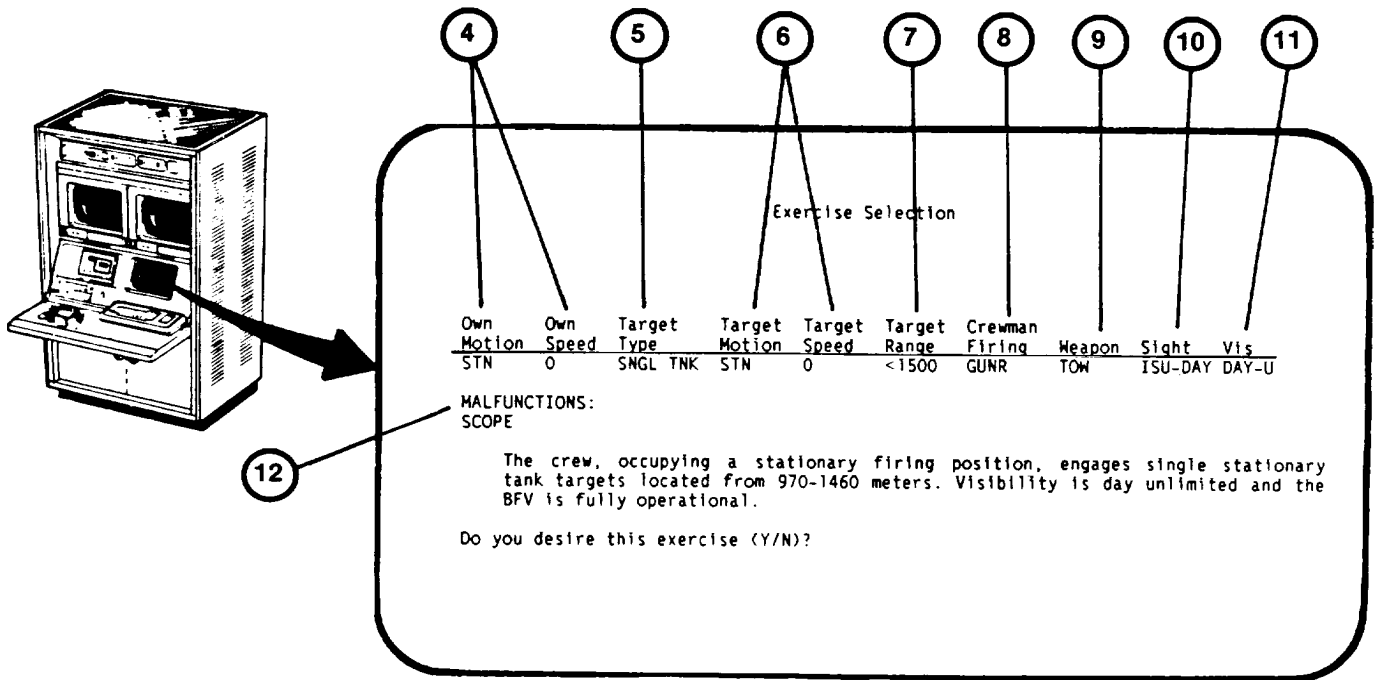 4 5 6 7 8 9 10 11
Exercise Selection
Own Own Target Target Target Target Crewman
Motion Speed Type Motion Speed Range Firing Weapon Sight Vis
STN 0 SNGL TNK STN 0 <1500 GUNR TOW ISU-DAY DAY-U
MALFUNCTIONS:
SCOPE
12
The crew, occupying a stationary firing position, engages single stationary
tank targets located from 970-1460 meters. Visibility is day unlimited and the
BFV is fully operational.
Do you desire this exercise (Y/N)?